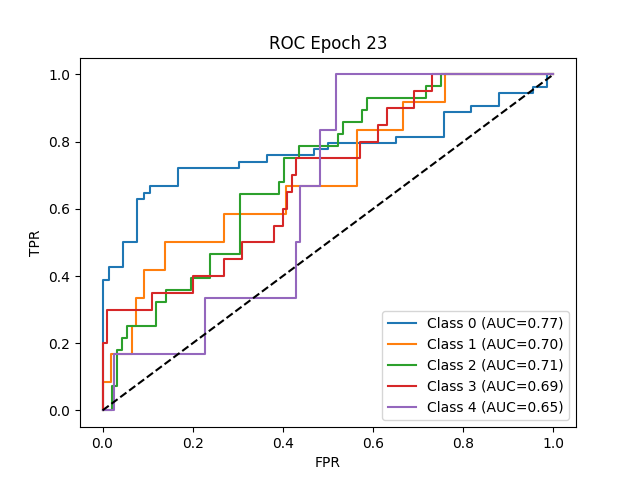 ROC Epoch 23
TPR
1.0
0.8
0.6
0.4
0.2
0.0
Class 0 (AUC=0.77)
Class 1 (AUC=0.70)
Class 2 (AUC=0.71)
Class 3 (AUC=0.69)
Class 4 (AUC=0.65)
0.0 0.2 0.4 0.6 0.8 1.0
FPR